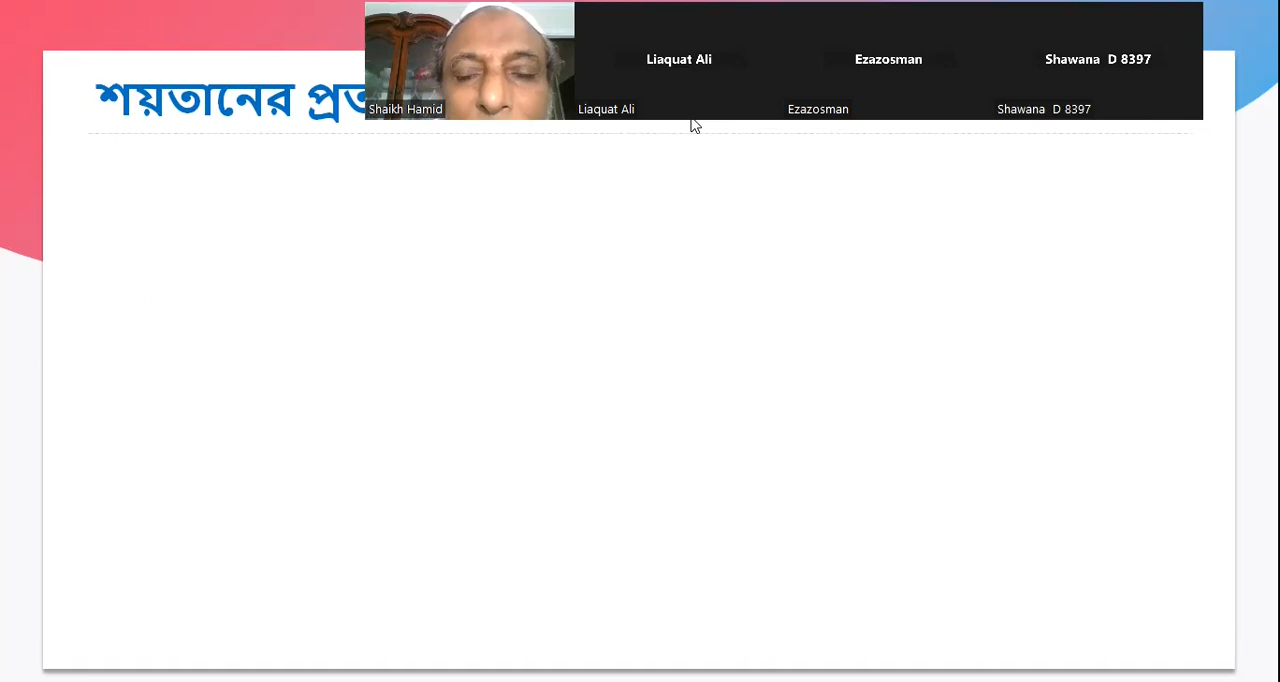 শয়তানের
Liaquat Ali
Ezazosman
Shawana D 8397
Shaikh Hamid
Liaquat Ali
Ezazosman
Shawana D 8397